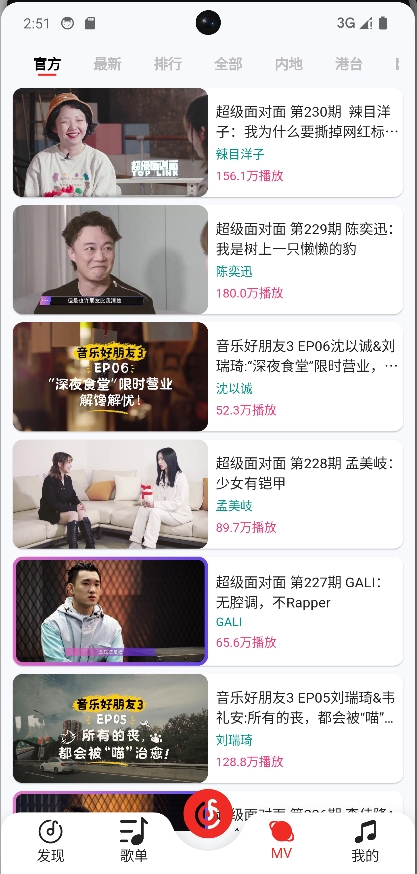 2:51
3G
官方 最新 排行 全部 内地 港台
超级面对面 第230期 辣目洋
子：我为什么要撕掉网红标…
辣目洋子
156.1万播放
超级面对面
TOP LINK
超级面对面 第229期 陈奕迅：
我是树上一只懒懒的豹
陈奕迅
180.0万播放
音乐好朋友3 EP06沈以诚&刘
瑞琦:“深夜食堂”限时营业，…
沈以诚
52.3万播放
音乐好朋友3
EP06
“深夜食堂”限时营业
解馋解忧！
超级面对面 第228期 孟美岐：
少女有铠甲
孟美岐
89.7万播放
超级面对面 第227期 GALI：
无腔调，不Rapper
GALI
65.6万播放
音乐好朋友3 EP05刘瑞琦&韦
礼安:所有的丧，都会被“喵”…
刘瑞琦
128.8万播放
音乐好朋友3
EP05
所有的丧，
都会被“喵”治愈！
发现 歌单 MV 我的